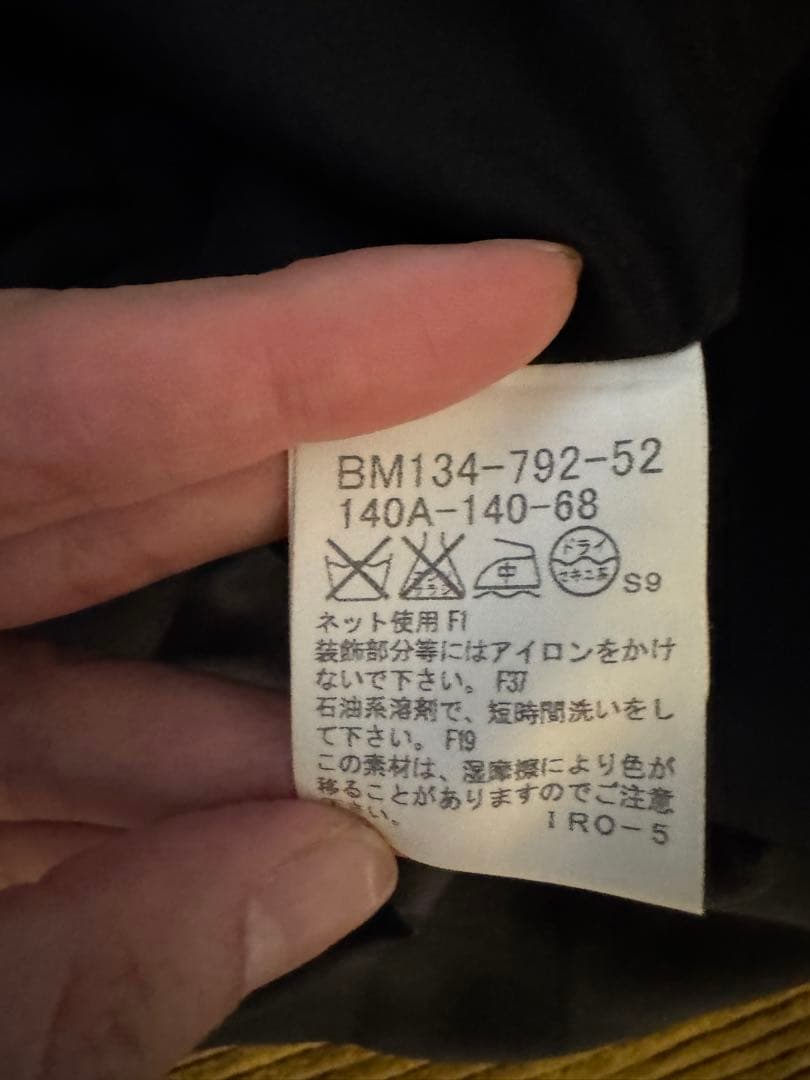 BM134-792-52
140A-140-68
中 ドライ セキユ系 S9
ネット使用 F1
装飾部分等にはアイロンをかけ
ないで下さい。 F37
石油系溶剤で、短時間洗いをし
て下さい。 F19
この素材は、湿摩擦により色が
移ることがありますのでご注意
さい。
IRO-5